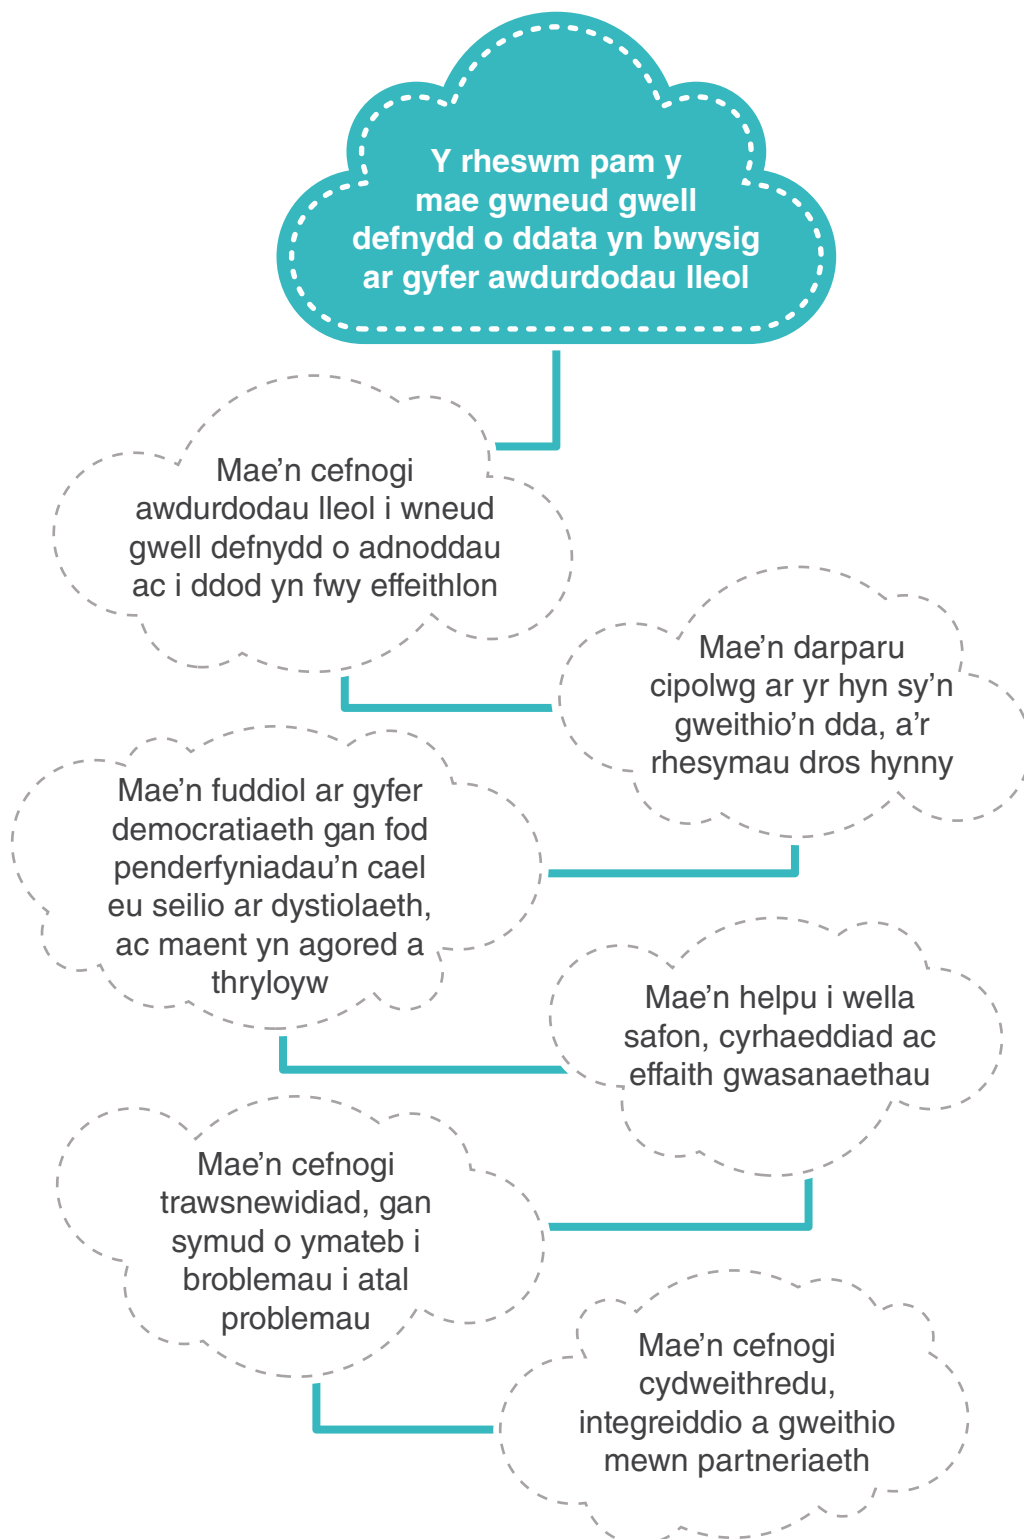 Y rheswm pam y
mae gwneud gwell
defnydd o ddata yn bwysig
ar gyfer awdurdodau lleol
Mae’n cefnogi
awdurdodau lleol i wneud
gwell defnydd o adnoddau
ac i ddod yn fwy effeithlon
Mae’n darparu
cipolwg ar yr hyn sy’n
gweithio’n dda, a’r
rhesymau dros hynny
Mae’n fuddiol ar gyfer
democratiaeth gan fod
penderfyniadau’n cael
eu seilio ar dystiolaeth,
ac maent yn agored a
thryloyw
Mae’n helpu i wella
safon, cyrhaeddiad ac
effaith gwasanaethau
Mae’n cefnogi
trawsnewidiad, gan
symud o ymateb i
broblemau i atal
problemau
Mae’n cefnogi
cydweithredu,
integreiddio a gweithio
mewn partneriaeth